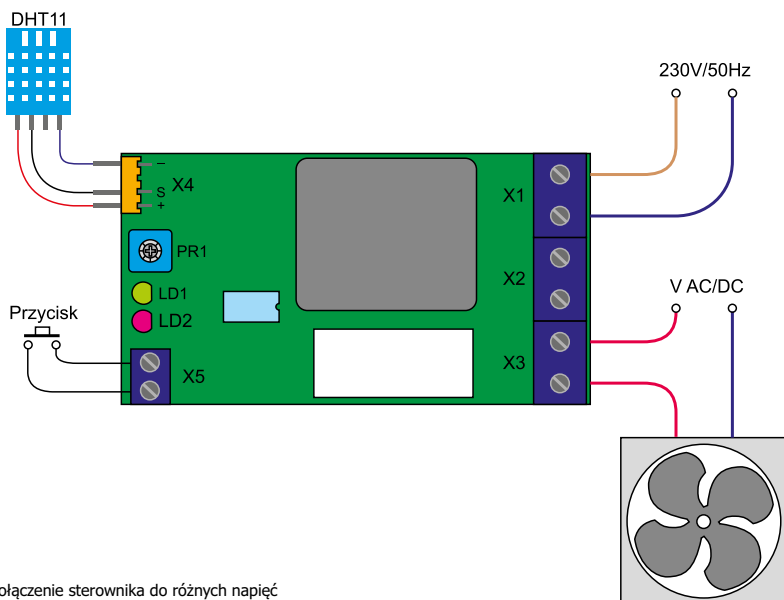 DHT11
230V/50Hz
–
X4
S
+
X1
PR1
X2
LD1
V AC/DC
Przycisk
LD2
X3
X5
ołączenie sterownika do różnych napięć